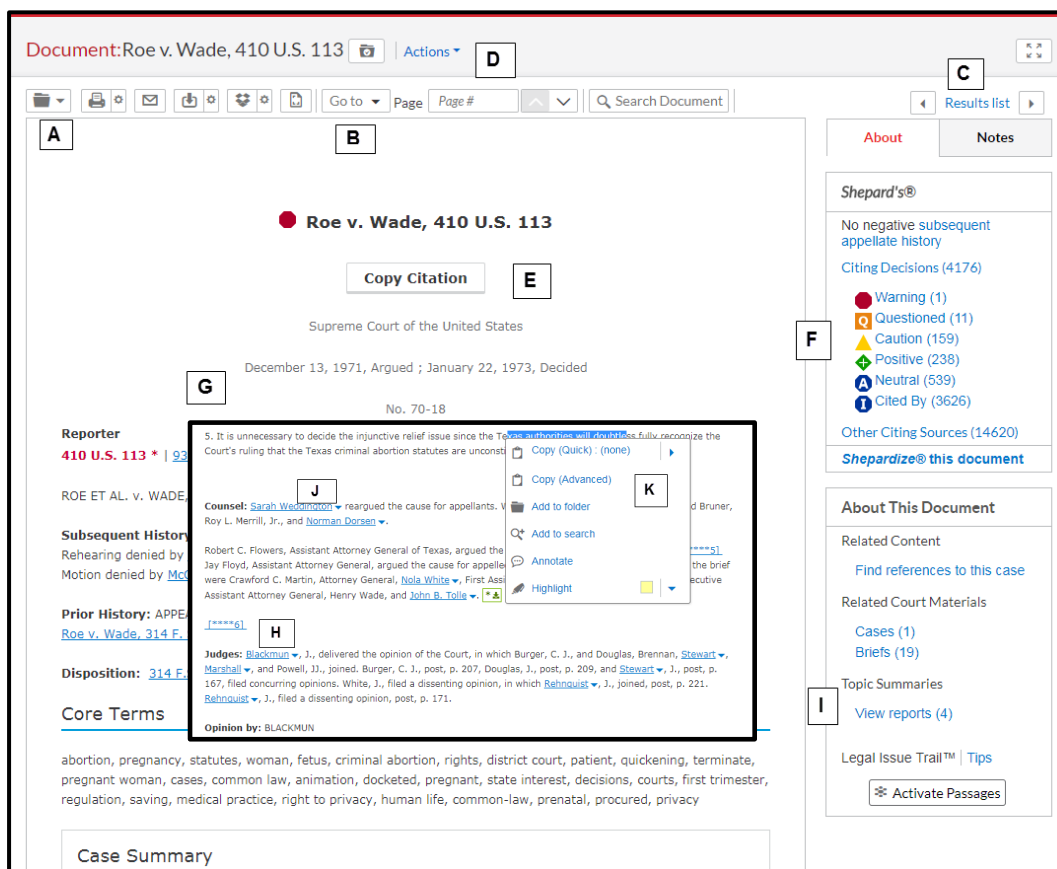 Document:Roe v. Wade, 410 U.S. 113 Actions
D
C
Go to Page Page # Search Document
Results list
A
B
About Notes
Roe v. Wade, 410 U.S. 113
Copy Citation
E
Supreme Court of the United States
December 13, 1971, Argued ; January 22, 1973, Decided
G
No. 70-18
Reporter
410 U.S. 113 * | 93
ROE ET AL. v. WADE,
Subsequent History
Rehearing denied by
Motion denied by McC
Prior History: APPEA
Roe v. Wade, 314 F.
Disposition: 314 F.
Core Terms
5. It is unnecessary to decide the injunctive relief issue since the Texas authorities will doubtless fully recognize the
Court's ruling that the Texas criminal abortion statutes are unconsti
J
Counsel: Sarah Weddington reargued the cause for appellants. W d Bruner,
Roy L. Merrill, Jr., and Norman Dorsen .
Robert C. Flowers, Assistant Attorney General of Texas, argued the ****5]
Jay Floyd, Assistant Attorney General, argued the cause for appelle the brief
were Crawford C. Martin, Attorney General, Nola White , First Assi ecutive
Assistant Attorney General, Henry Wade, and John B. Tolle . *
[****6]
H
Judges: Blackmun , J., delivered the opinion of the Court, in which Burger, C. J., and Douglas, Brennan, Stewart ,
Marshall , and Powell, JJ., joined. Burger, C. J., post, p. 207, Douglas, J., post, p. 209, and Stewart , J., post, p.
167, filed concurring opinions. White, J., filed a dissenting opinion, in which Rehnquist , J., joined, post, p. 221.
Rehnquist , J., filed a dissenting opinion, post, p. 171.
Opinion by: BLACKMUN
Copy (Quick) : (none)
Copy (Advanced)
K
Add to folder
Add to search
Annotate
Highlight
abortion, pregnancy, statutes, woman, fetus, criminal abortion, rights, district court, patient, quickening, terminate,
pregnant woman, cases, common law, animation, docketed, pregnant, state interest, decisions, courts, first trimester,
regulation, saving, medical practice, right to privacy, human life, common-law, prenatal, procured, privacy
Case Summary
Shepard's®
No negative subsequent
appellate history
Citing Decisions (4176)
Warning (1)
Q Questioned (11)
F
Caution (159)
Positive (238)
A Neutral (539)
I Cited By (3626)
Other Citing Sources (14620)
Shepardize® this document
About This Document
Related Content
Find references to this case
Related Court Materials
Cases (1)
Briefs (19)
Topic Summaries
I
View reports (4)
Legal Issue Trail™ | Tips
Activate Passages